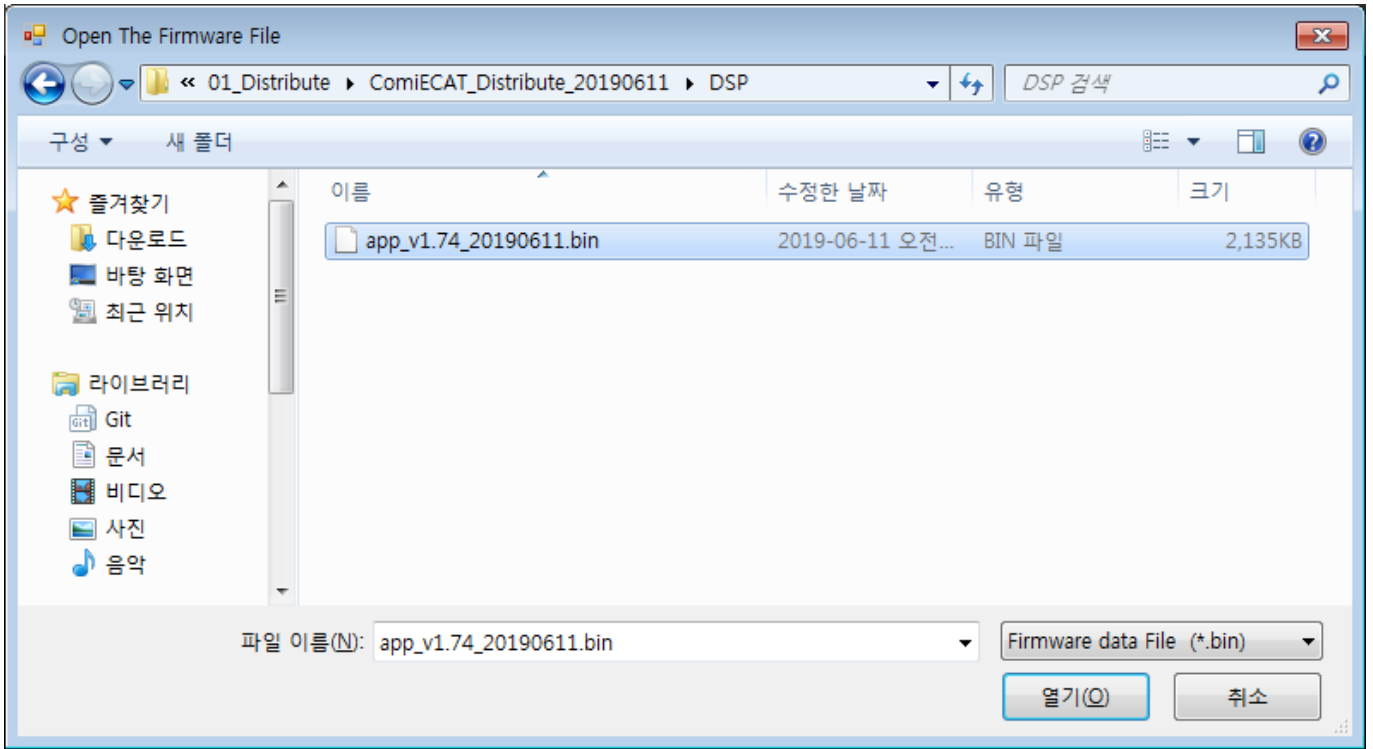 Open The Firmware File
« 01_Distribute ▸ ComiECAT_Distribute_20190611 ▸ DSP
DSP 검색
구성 새 폴더
이름 수정한 날짜 유형 크기
app_v1.74_20190611.bin 2019-06-11 오전... BIN 파일 2,135KB
즐겨찾기
다운로드
바탕 화면
최근 위치
라이브러리
Git
문서
비디오
사진
음악
파일 이름(N): app_v1.74_20190611.bin Firmware data File (*.bin)
열기(O) 취소